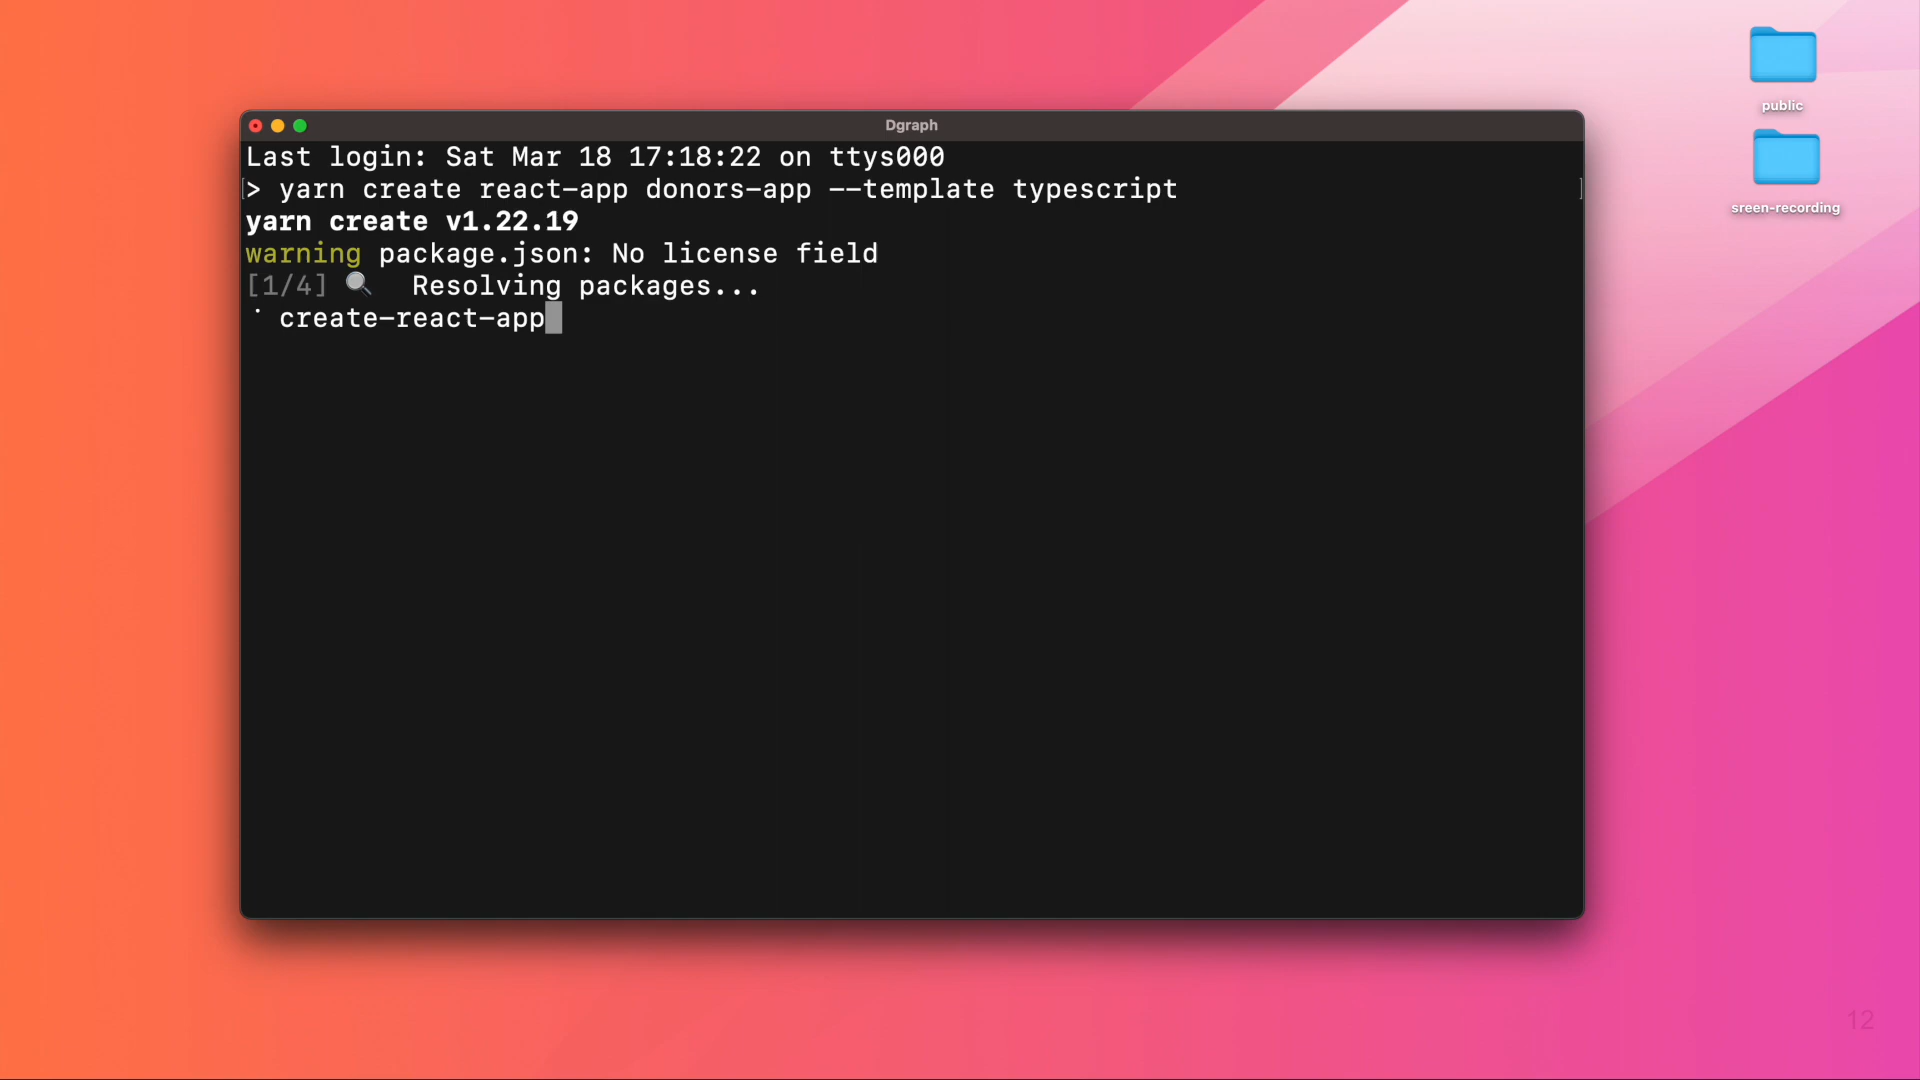 Dgraph
Last login: Sat Mar 18 17:18:22 on ttys000
[> yarn create react-app donors-app --template typescript ]
yarn create v1.22.19
warning package.json: No license field
[1/4] 🔍 Resolving packages...
⠁ create-react-app
public
sreen-recording
12